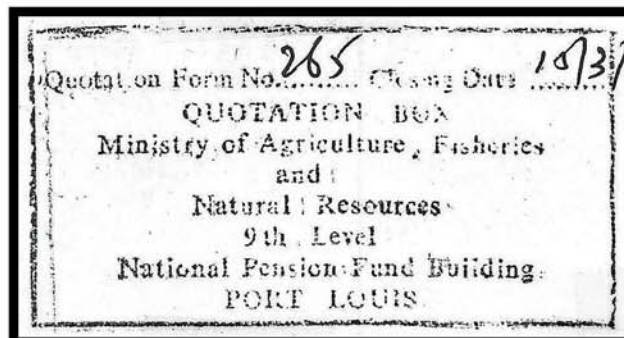 Quotation Form No. 265 Closing Date 10/3/
QUOTATION BOX
Ministry of Agriculture, Fisheries
and
Natural Resources
9th Level
National Pension Fund Building
PORT LOUIS